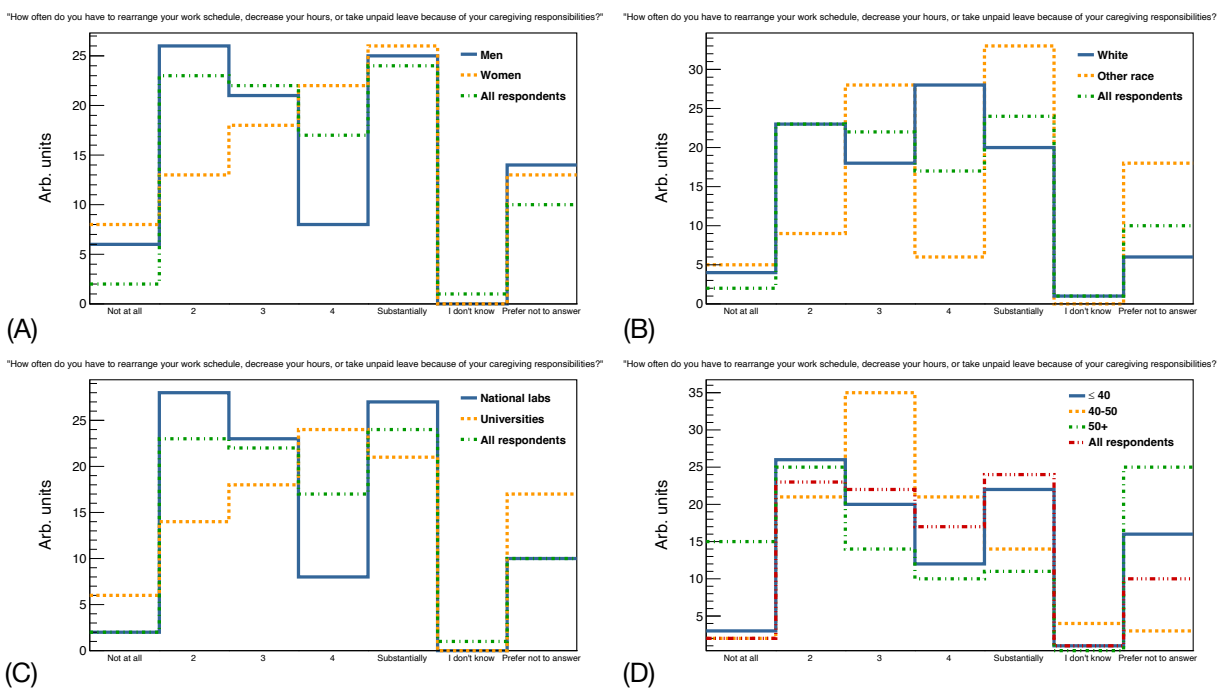 "How often do you have to rearrange your work schedule, decrease your hours, or take unpaid leave because of your caregiving responsibilities?"
Arb. units
25
20
15
10
5
0
Men
Women
All respondents
Not at all 2 3 4 Substantially I don't know Prefer not to answer
(A)
"How often do you have to rearrange your work schedule, decrease your hours, or take unpaid leave because of your caregiving responsibilities?
Arb. units
30
25
20
15
10
5
0
White
Other race
All respondents
Not at all 2 3 4 Substantially I don't know Prefer not to answer
(B)
"How often do you have to rearrange your work schedule, decrease your hours, or take unpaid leave because of your caregiving responsibilities?"
Arb. units
25
20
15
10
5
0
National labs
Universities
All respondents
Not at all 2 3 4 Substantially I don't know Prefer not to answer
(C)
"How often do you have to rearrange your work schedule, decrease your hours, or take unpaid leave because of your caregiving responsibilities?
Arb. units
35
30
25
20
15
10
5
≤ 40
40-50
50+
All respondents
Not at all 2 3 4 Substantially I don't know Prefer not to answer
(D)